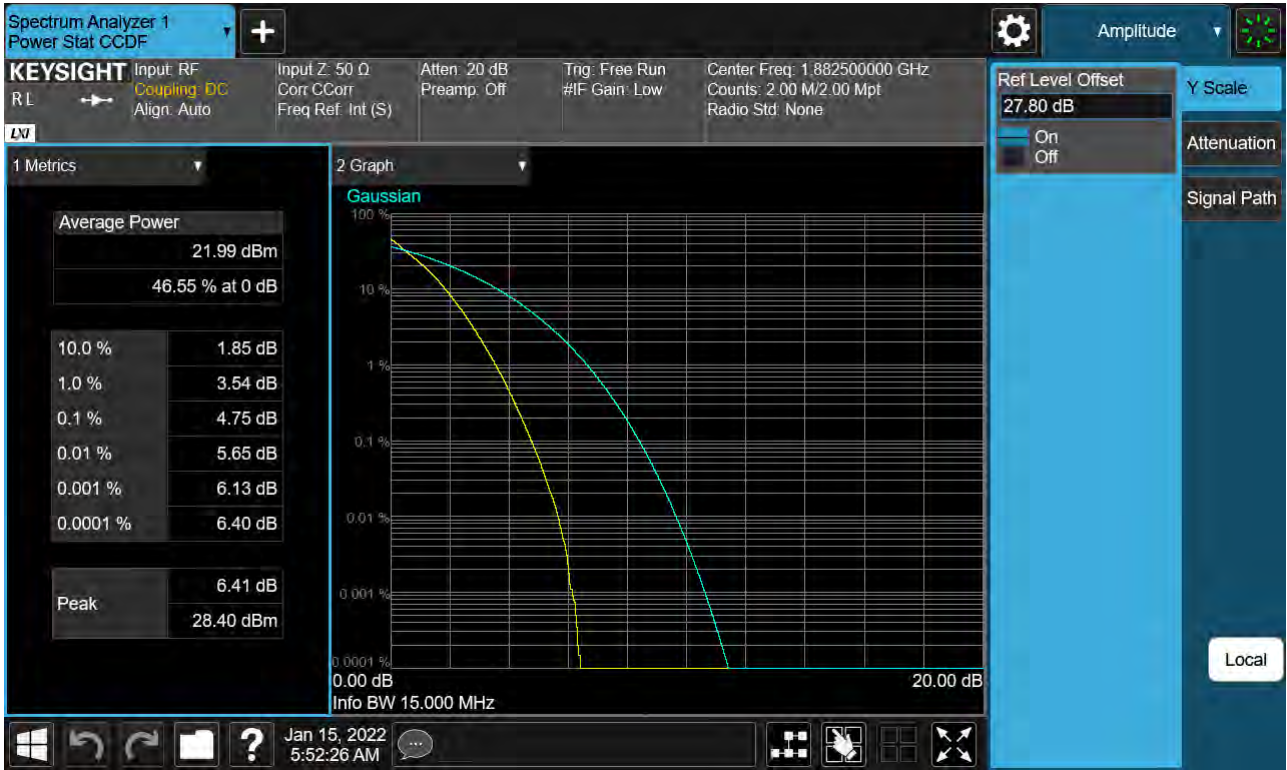 Spectrum Analyzer 1
Power Stat CCDF
+
Amplitude
KEYSIGHT
RL
LXI
Input: RF
Coupling: DC
Align: Auto
Input Z: 50 Ω
Corr CCorr
Freq Ref: Int (S)
Atten: 20 dB
Preamp: Off
Trig: Free Run
#IF Gain: Low
Center Freq: 1.882500000 GHz
Counts: 2.00 M/2.00 Mpt
Radio Std: None
Ref Level Offset
27.80 dB
On
Off
Y Scale
Attenuation
Signal Path
Local
1 Metrics
Average Power
21.99 dBm
46.55 % at 0 dB
10.0 % 1.85 dB
1.0 % 3.54 dB
0.1 % 4.75 dB
0.01 % 5.65 dB
0.001 % 6.13 dB
0.0001 % 6.40 dB
Peak
6.41 dB
28.40 dBm
2 Graph
Gaussian
100 %
10 %
1 %
0.1 %
0.01 %
0.001 %
0.0001 %
0.00 dB 20.00 dB
Info BW 15.000 MHz
?
Jan 15, 2022
5:52:26 AM